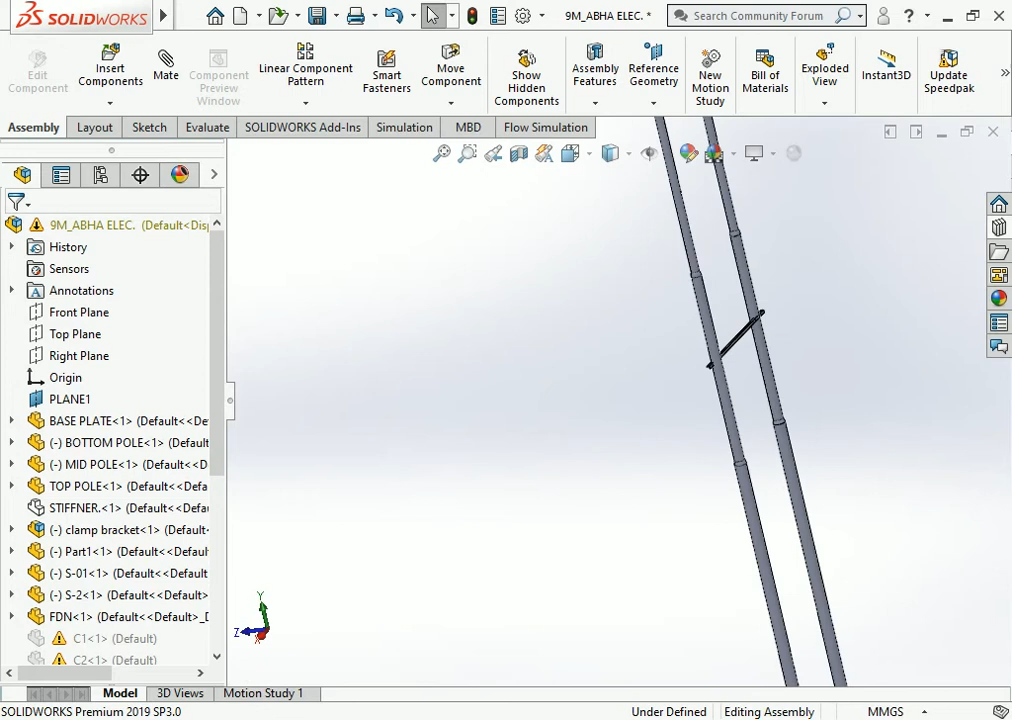 SOLIDWORKS
9M_ABHA ELEC. *
Search Community Forum
?
Edit Component
Insert Components
Mate
Component Preview Window
Linear Component Pattern
Smart Fasteners
Move Component
Show Hidden Components
Assembly Features
Reference Geometry
New Motion Study
Bill of Materials
Exploded View
Instant3D
Update Speedpak
Assembly
Layout
Sketch
Evaluate
SOLIDWORKS Add-Ins
Simulation
MBD
Flow Simulation
9M_ABHA ELEC. (Default<Dis
History
Sensors
Annotations
Front Plane
Top Plane
Right Plane
Origin
PLANE1
BASE PLATE<1> (Default<<De
(-) BOTTOM POLE<1> (Default
(-) MID POLE<1> (Default<<D
TOP POLE<1> (Default<<Defa
STIFFNER.<1> (Default<<Defa
(-) clamp bracket<1> (Default
(-) Part1<1> (Default<<Defaul
(-) S-01<1> (Default<<Default
(-) S-2<1> (Default<<Default>
FDN<1> (Default<<Default>_D
C1<1> (Default)
C2<1> (Default)
Y
Z
X
Model
3D Views
Motion Study 1
SOLIDWORKS Premium 2019 SP3.0
Under Defined
Editing Assembly
MMGS